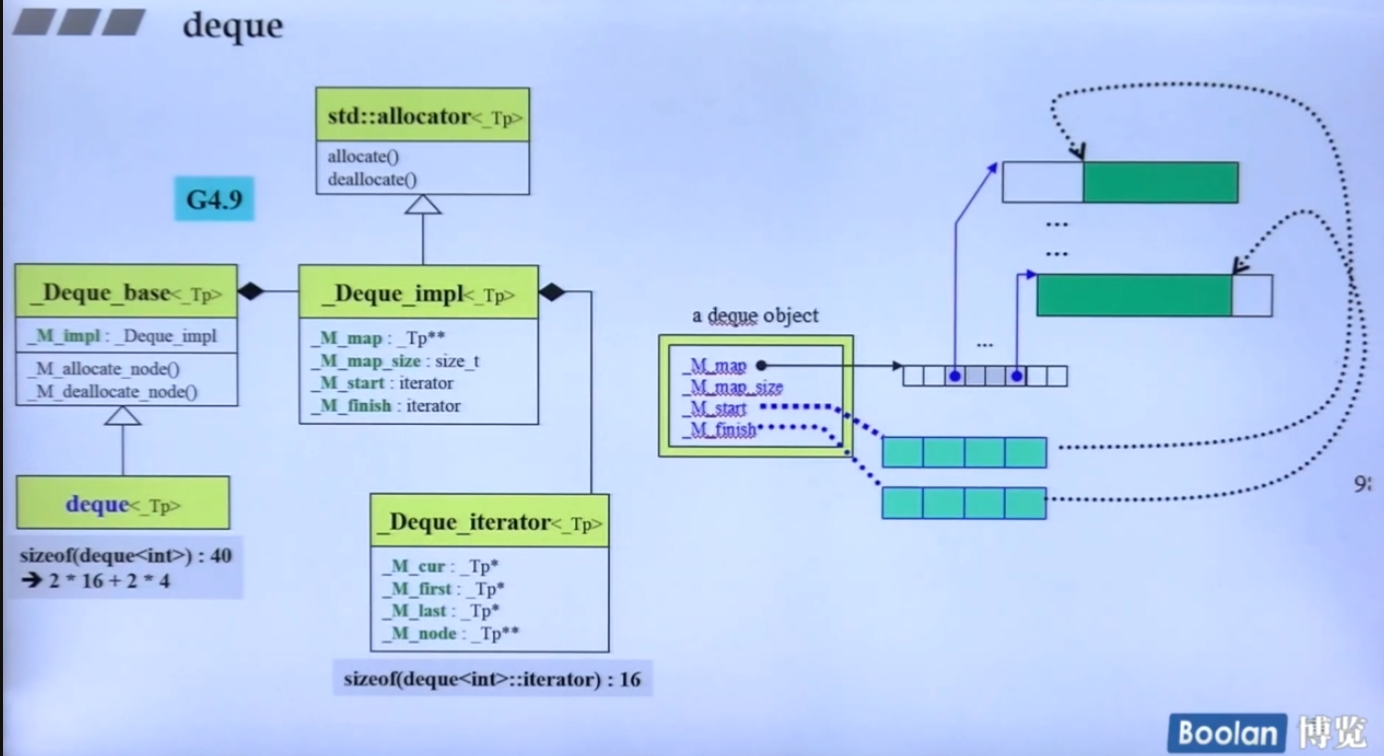 deque
std::allocator<_Tp>
allocate()
deallocate()
G4.9
_Deque_base<_Tp>
_M_impl : _Deque_impl
_M_allocate_node()
_M_deallocate_node()
_Deque_impl<_Tp>
_M_map : _Tp**
_M_map_size : size_t
_M_start : iterator
_M_finish : iterator
deque<_Tp>
sizeof(deque<int>) : 40
➔ 2 * 16 + 2 * 4
_Deque_iterator<_Tp>
_M_cur : _Tp*
_M_first : _Tp*
_M_last : _Tp*
_M_node : _Tp**
sizeof(deque<int>::iterator) : 16
...
...
...
a deque object
_M_map
_M_map_size
_M_start
_M_finish
Boolan 博览